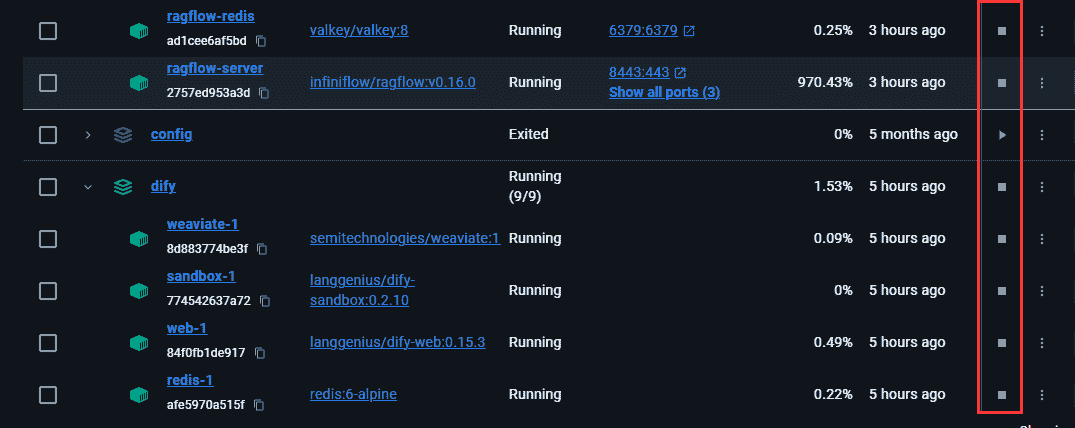 ragflow-redis
ad1cee6af5bd
valkey/valkey:8
Running
6379:6379
0.25%
3 hours ago
ragflow-server
2757ed953a3d
infiniflow/ragflow:v0.16.0
Running
8443:443
Show all ports (3)
970.43%
3 hours ago
config
Exited
0%
5 months ago
dify
Running
(9/9)
1.53%
5 hours ago
weaviate-1
8d883774be3f
semitechnologies/weaviate:1
Running
0.09%
5 hours ago
sandbox-1
774542637a72
langgenius/dify-
sandbox:0.2.10
Running
0%
5 hours ago
web-1
84f0fb1de917
langgenius/dify-web:0.15.3
Running
0.49%
5 hours ago
redis-1
afe5970a515f
redis:6-alpine
Running
0.22%
5 hours ago